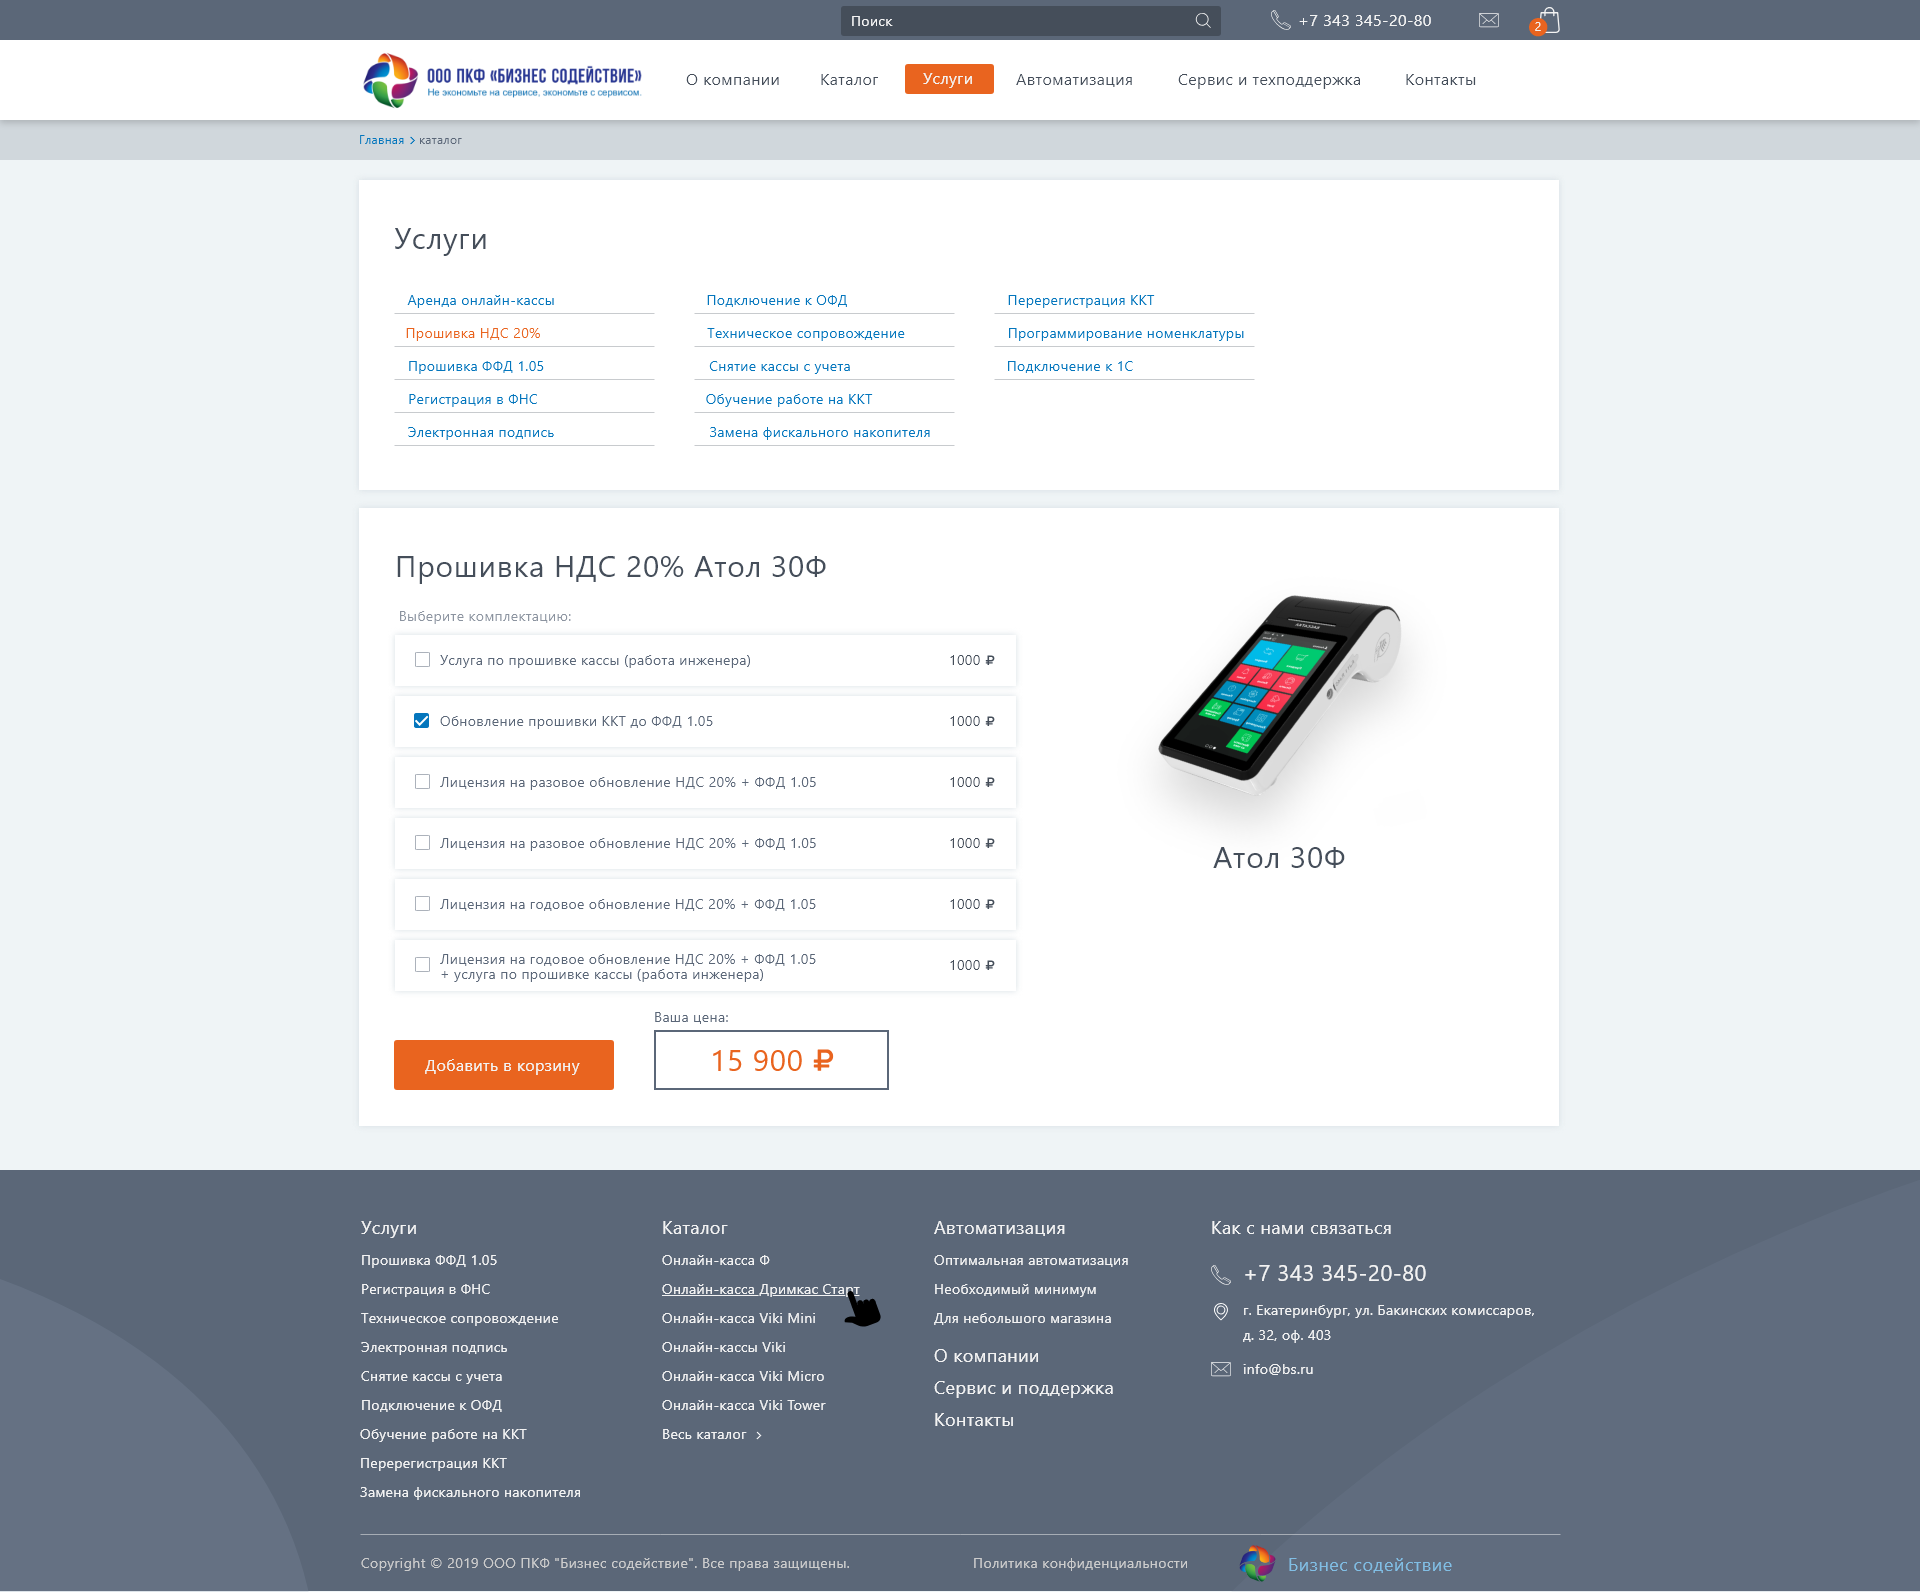 Поиск
+7 343 345-20-80
2
ООО ПКФ «БИЗНЕС СОДЕЙСТВИЕ»
Не экономьте на сервисе, экономьте с сервисом.
О компании
Каталог
Услуги
Автоматизация
Сервис и техподдержка
Контакты
Главная
каталог
Услуги
Аренда онлайн-кассы
Прошивка НДС 20%
Прошивка ФФД 1.05
Регистрация в ФНС
Электронная подпись
Подключение к ОФД
Техническое сопровождение
Снятие кассы с учета
Обучение работе на ККТ
Замена фискального накопителя
Перерегистрация ККТ
Программирование номенклатуры
Подключение к 1С
Прошивка НДС 20% Атол 30Ф
Выберите комплектацию:
Услуга по прошивке кассы (работа инженера) 1000 ₽
Обновление прошивки ККТ до ФФД 1.05 1000 ₽
Лицензия на разовое обновление НДС 20% + ФФД 1.05 1000 ₽
Лицензия на разовое обновление НДС 20% + ФФД 1.05 1000 ₽
Лицензия на годовое обновление НДС 20% + ФФД 1.05 1000 ₽
Лицензия на годовое обновление НДС 20% + ФФД 1.05
+ услуга по прошивке кассы (работа инженера) 1000 ₽
Атол 30Ф
Ваша цена:
Добавить в корзину
15 900 ₽
Услуги
Прошивка ФФД 1.05
Регистрация в ФНС
Техническое сопровождение
Электронная подпись
Снятие кассы с учета
Подключение к ОФД
Обучение работе на ККТ
Перерегистрация ККТ
Замена фискального накопителя
Каталог
Онлайн-касса Ф
Онлайн-касса Дримкас Старт
Онлайн-касса Viki Mini
Онлайн-кассы Viki
Онлайн-касса Viki Micro
Онлайн-касса Viki Tower
Весь каталог
Автоматизация
Оптимальная автоматизация
Необходимый минимум
Для небольшого магазина
О компании
Сервис и поддержка
Контакты
Как с нами связаться
+7 343 345-20-80
г. Екатеринбург, ул. Бакинских комиссаров,
д. 32, оф. 403
info@bs.ru
Copyright © 2019 ООО ПКФ "Бизнес содействие". Все права защищены.
Политика конфиденциальности
Бизнес содействие